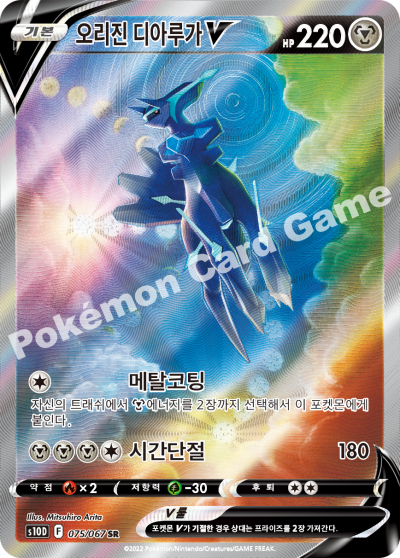 기본 오리진 디아루가 V HP 220
Pokémon Card Game
메탈코팅
자신의 트래쉬에서 에너지를 2장까지 선택해서 이 포켓몬에게
붙인다.
시간단절 180
약점 ×2 저항력 -30 후퇴
Illus. Mitsuhiro Anta
s10D F 075/067 SR
V룰
포켓몬 V가 기절한 경우 상대는 프라이즈를 2장 가져간다.
©2022 Pokémon/Nintendo/Creatures/GAME FREAK.